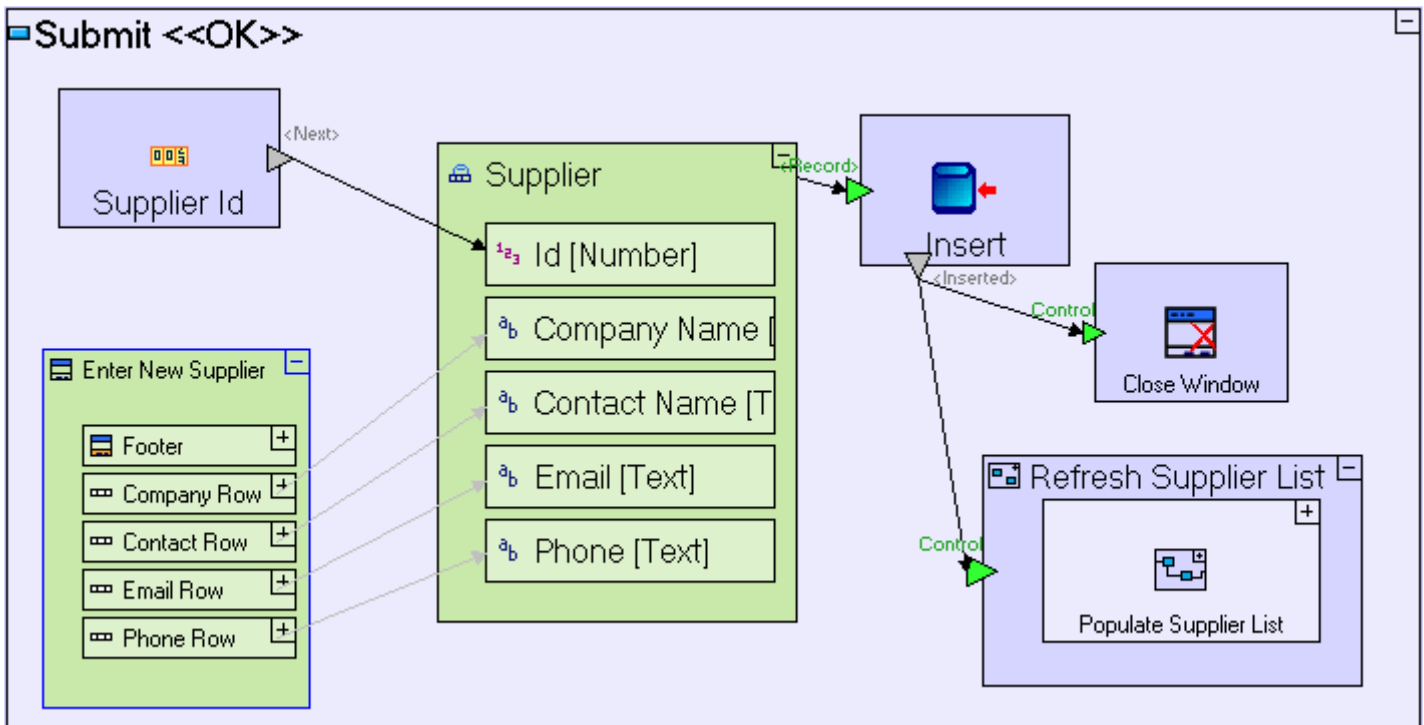 Submit <<OK>>
<Next>
Supplier Id
Supplier
<Record>
Insert
<Inserted>
Id [Number]
Company Name [
Contact Name [T
Email [Text]
Phone [Text]
Enter New Supplier
Footer
Company Row
Contact Row
Email Row
Phone Row
Control
Close Window
Refresh Supplier List
Control
Populate Supplier List